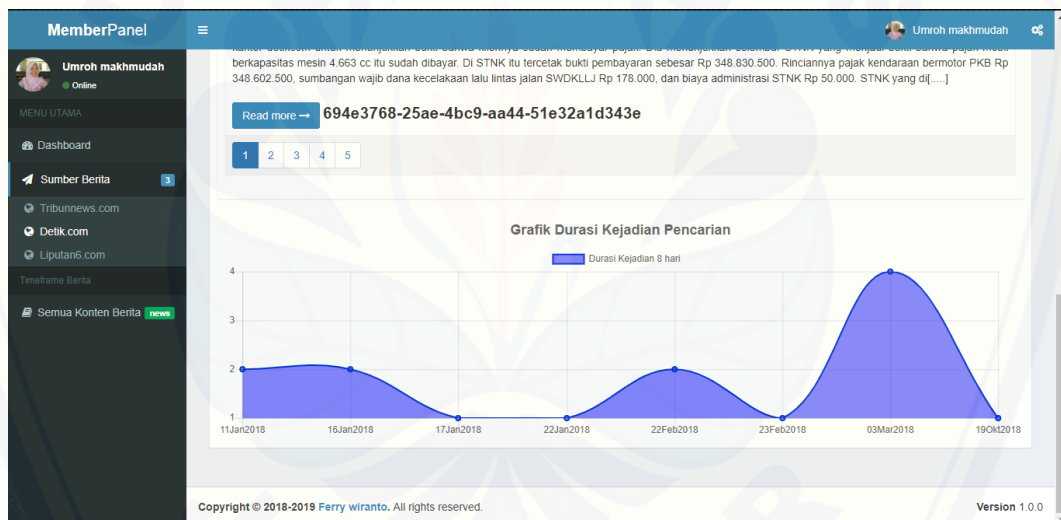 MemberPanel
Umroh makhmudah
Umroh makhmudah
Online
MENU UTAMA
Dashboard
Sumber Berita 3
Tribunnews.com
Detik.com
Liputan6.com
Timeframe Berita
Semua Konten Berita news
berkapasitas mesin 4.663 cc itu sudah dibayar. Di STNK itu tercetak bukti pembayaran sebesar Rp 348.830.500. Rinciannya pajak kendaraan bermotor PKB Rp
348.602.500, sumbangan wajib dana kecelakaan lalu lintas jalan SWDKLLJ Rp 178.000, dan biaya administrasi STNK Rp 50.000. STNK yang di[.....]
Read more → 694e3768-25ae-4bc9-aa44-51e32a1d343e
1 2 3 4 5
Grafik Durasi Kejadian Pencarian
Durasi Kejadian 8 hari
4
3
2
1
11Jan2018 16Jan2018 17Jan2018 22Jan2018 22Feb2018 23Feb2018 03Mar2018 19Okt2018
Copyright © 2018-2019 Ferry wiranto. All rights reserved.
Version 1.0.0